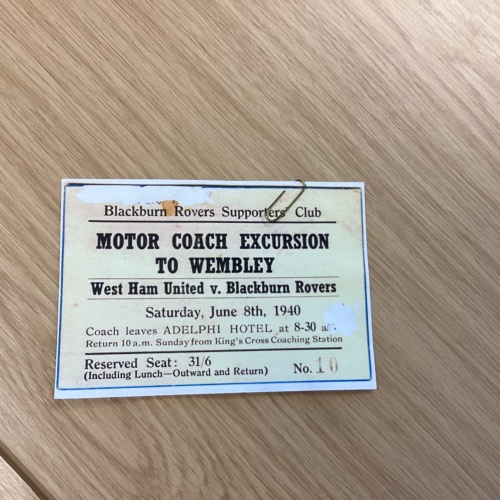 Blackburn Rovers Supporters' Club
MOTOR COACH EXCURSION
TO WEMBLEY
West Ham United v. Blackburn Rovers
Saturday, June 8th, 1940
Coach leaves ADELPHI HOTEL at 8-30
Return 10 a.m. Sunday from King's Cross Coaching Station
Reserved Seat: 31/6
(Including Lunch—Outward and Return)
No. 10